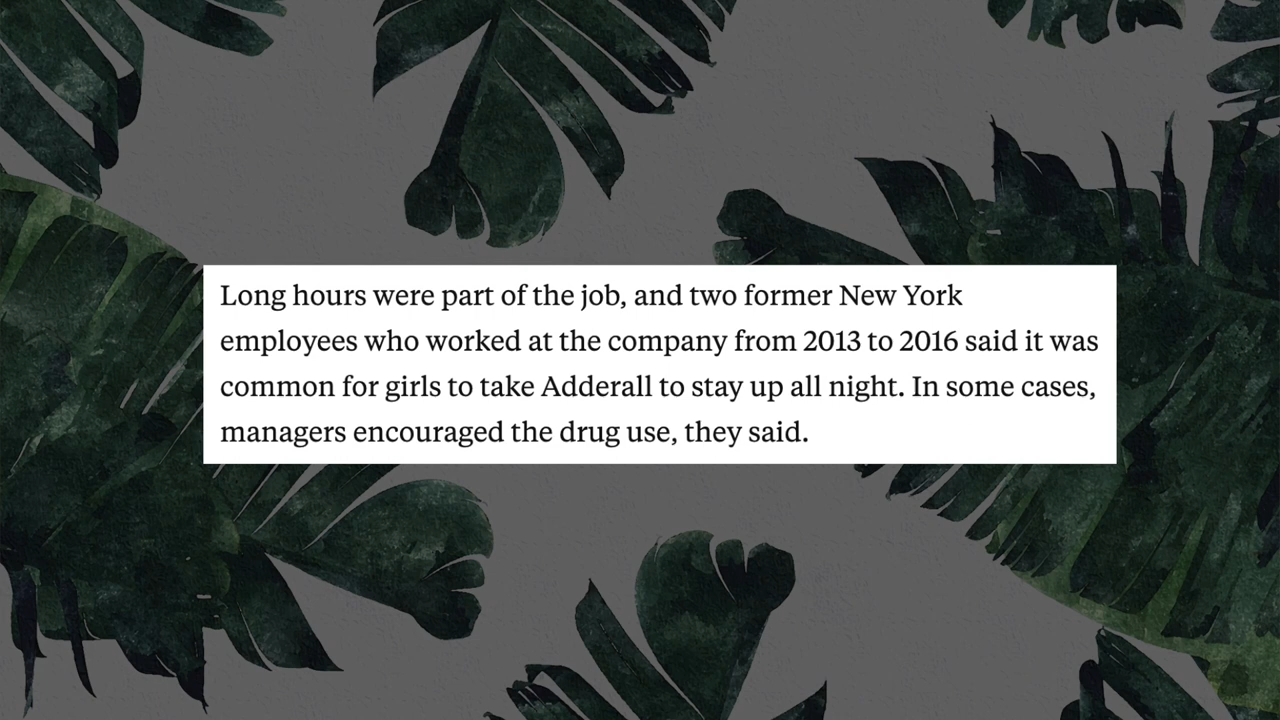 Long hours were part of the job, and two former New York
employees who worked at the company from 2013 to 2016 said it was
common for girls to take Adderall to stay up all night. In some cases,
managers encouraged the drug use, they said.